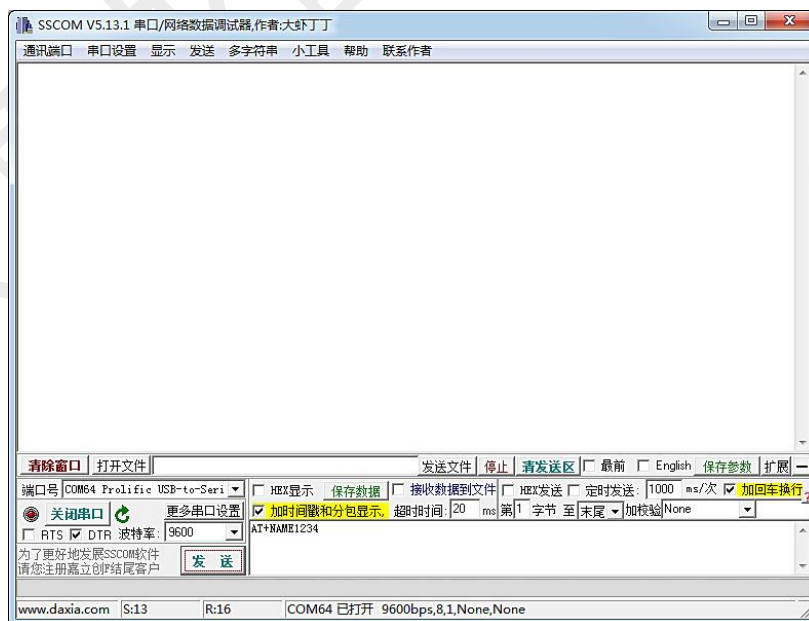 SSCOM V5.13.1 串口/网络数据调试器,作者:大虾丁丁
通讯端口 串口设置 显示 发送 多字符串 小工具 帮助 联系作者
清除窗口 打开文件 发送文件 停止 清发送区 最前 English 保存参数 扩展 —
端口号 COM64 Prolific USB-to-Seri HEX显示 保存数据 接收数据到文件 HEX发送 定时发送: 1000 ms/次 加回车换行
关闭串口 更多串口设置 加时间戳和分包显示, 超时时间: 20 ms 第 1 字节 至 末尾 加校验 None
RTS DTR 波特率: 9600 AT+NAME1234
为了更好地发展SSCOM软件
请您注册嘉立创F结尾客户
发 送
www.daxia.com S:13 R:16 COM64 已打开 9600bps,8,1,None,None